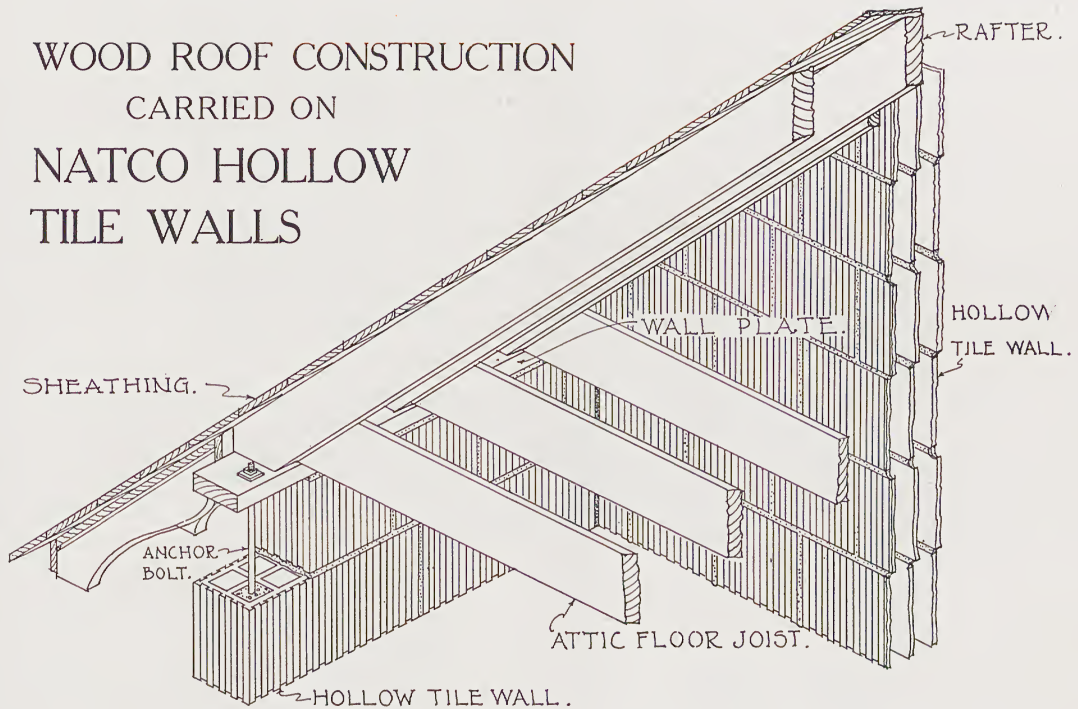 WOOD ROOF CONSTRUCTION
CARRIED ON
NATCO HOLLOW
TILE WALLS
RAFTER.
WALL PLATE.
HOLLOW
TILE WALL.
SHEATHING.
ANCHOR
BOLT.
ATTIC FLOOR JOIST.
HOLLOW TILE WALL.